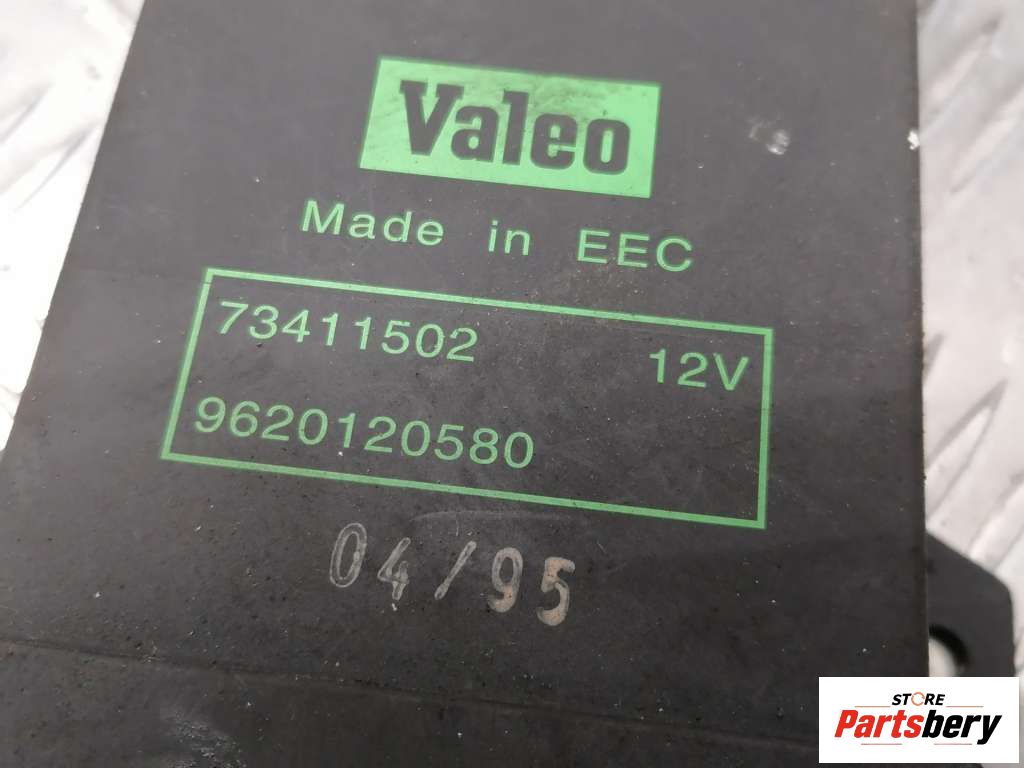 Valeo
Made in EEC
73411502 12V
9620120580
04/95
STORE
Partsbery